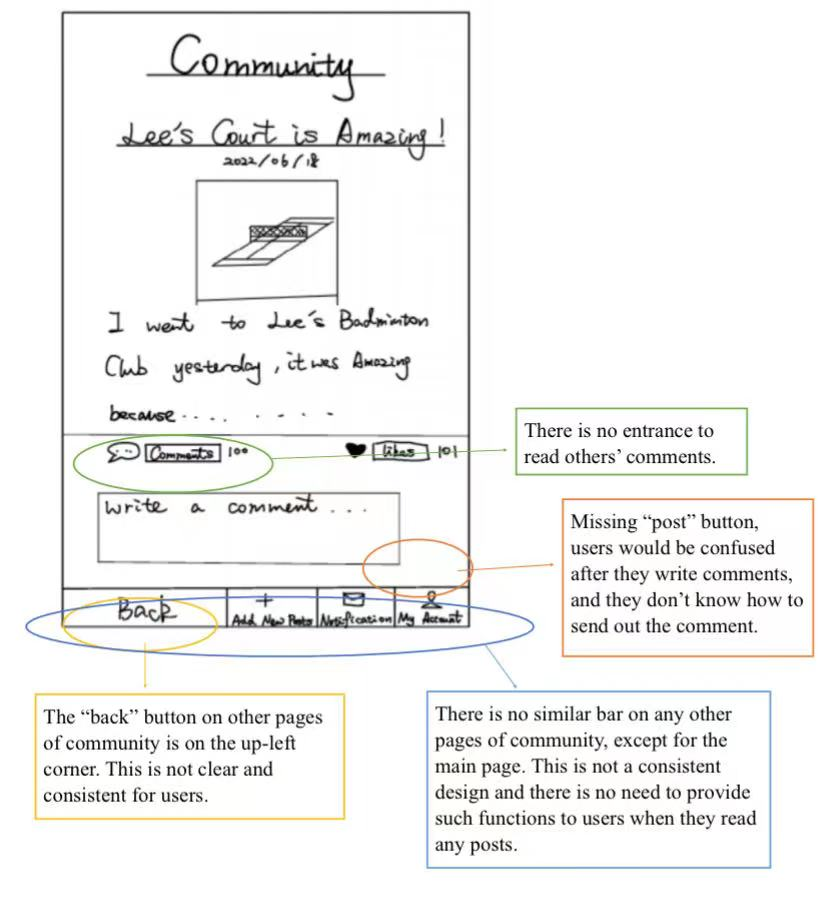 Community
Lee's Court is Amazing!
2022/06/18
I went to Lee's Badminton
Club yesterday, it was Amazing
because.... . . . .
Comments 100
likes 101
write a comment ...
Back
Add New Posts
Notification
My Account
There is no entrance to
read others’ comments.
Missing “post” button,
users would be confused
after they write comments,
and they don’t know how to
send out the comment.
The “back” button on other pages
of community is on the up-left
corner. This is not clear and
consistent for users.
There is no similar bar on any other
pages of community, except for the
main page. This is not a consistent
design and there is no need to provide
such functions to users when they read
any posts.